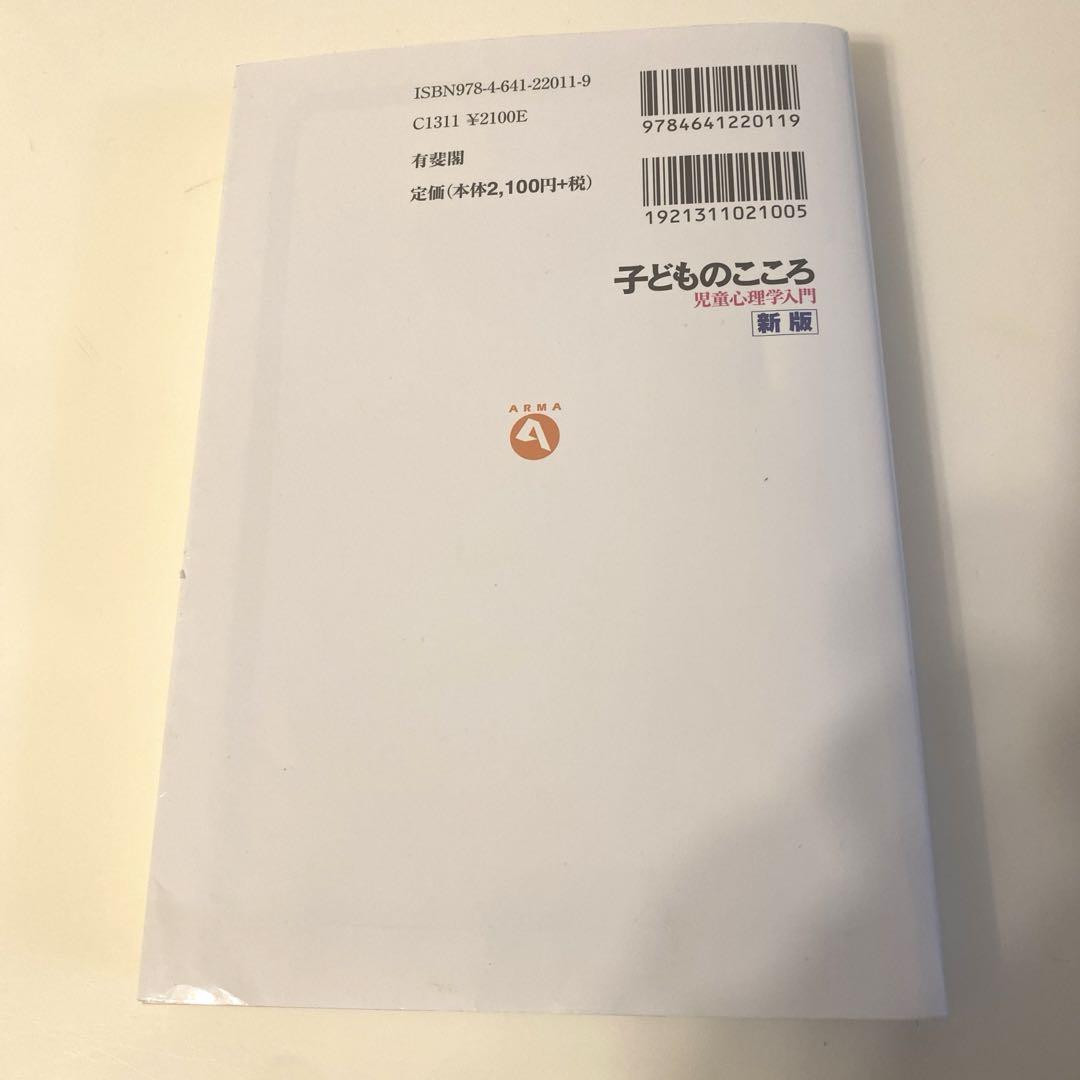 ISBN978-4-641-22011-9
C1311 ¥2100E
有斐閣
定価(本体2,100円+税)
9784641220119
1921311021005
子どものこころ
児童心理学入門
新版
ARMA